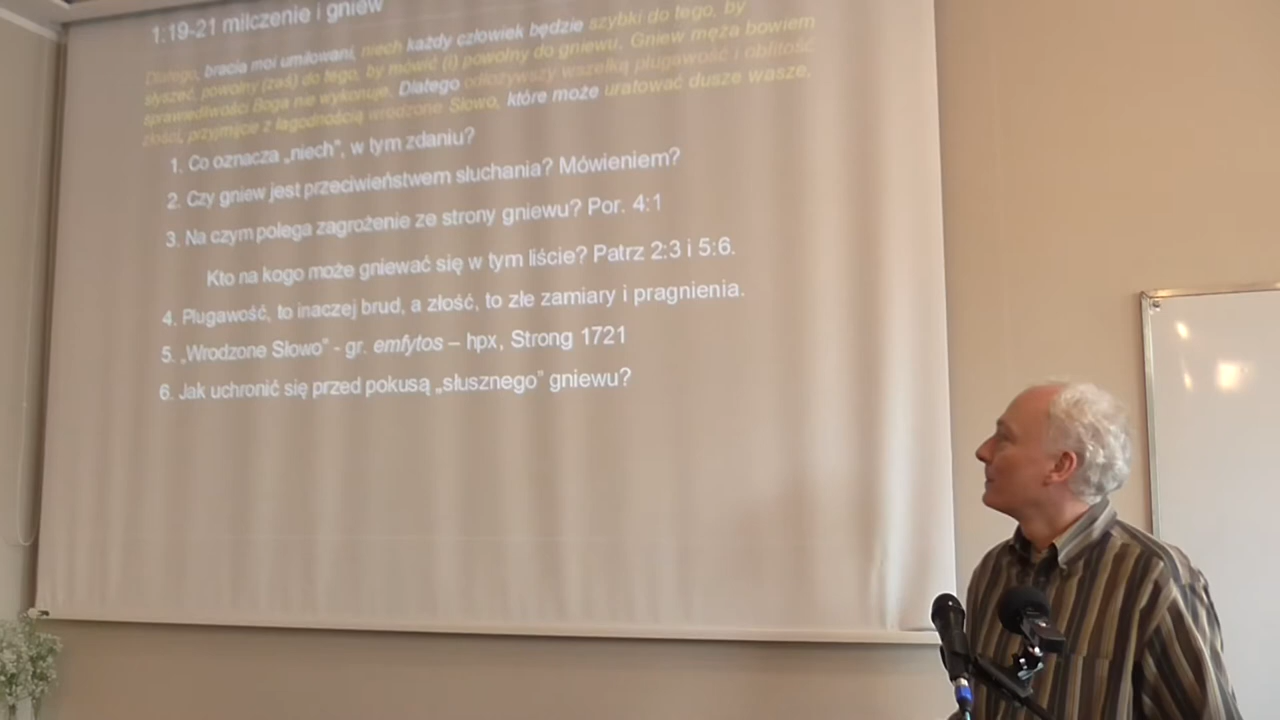 1:19-21 milczenie i gniew
Dlatego, bracia moi umiłowani, niech każdy człowiek będzie szybki do tego, by
słyszeć, powolny (zaś) do tego, by mówić (i) powolny do gniewu. Gniew męża bowiem
sprawiedliwości Boga nie wykonuje. Dlatego odłożywszy wszelką plugawość i obfitość
złości, przyjmijcie z łagodnością wrodzone Słowo, które może uratować dusze wasze.
1. Co oznacza „niech”, w tym zdaniu?
2. Czy gniew jest przeciwieństwem słuchania? Mówieniem?
3. Na czym polega zagrożenie ze strony gniewu? Por. 4:1
Kto na kogo może gniewać się w tym liście? Patrz 2:3 i 5:6.
4. Plugawość, to inaczej brud, a złość, to złe zamiary i pragnienia.
5. „Wrodzone Słowo” - gr. emfytos – hpx, Strong 1721
6. Jak uchronić się przed pokusą „słusznego” gniewu?